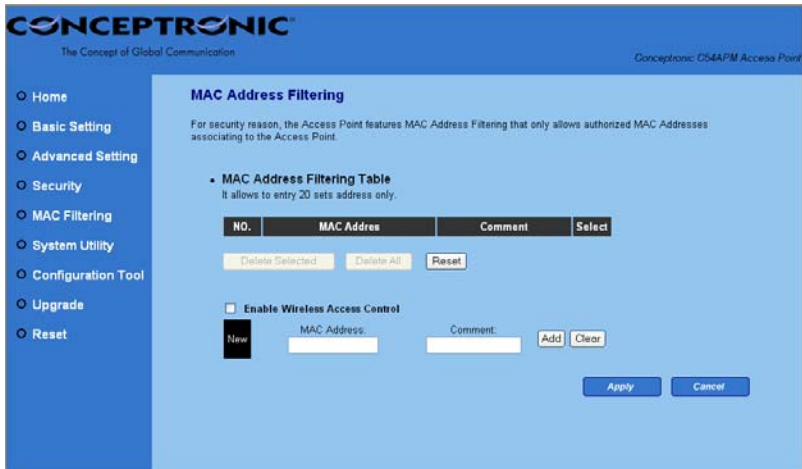 CONCEPTRONIC
The Concept of Global Communication
Conceptronic C54APM Access Point
Home
Basic Setting
Advanced Setting
Security
MAC Filtering
System Utility
Configuration Tool
Upgrade
Reset
MAC Address Filtering
For security reason, the Access Point features MAC Address Filtering that only allows authorized MAC Addresses
associating to the Access Point.
MAC Address Filtering Table
It allows to entry 20 sets address only.
NO. MAC Addres Comment Select
Delete Selected Delete All Reset
Enable Wireless Access Control
New MAC Address: Comment: Add Clear
Apply Cancel